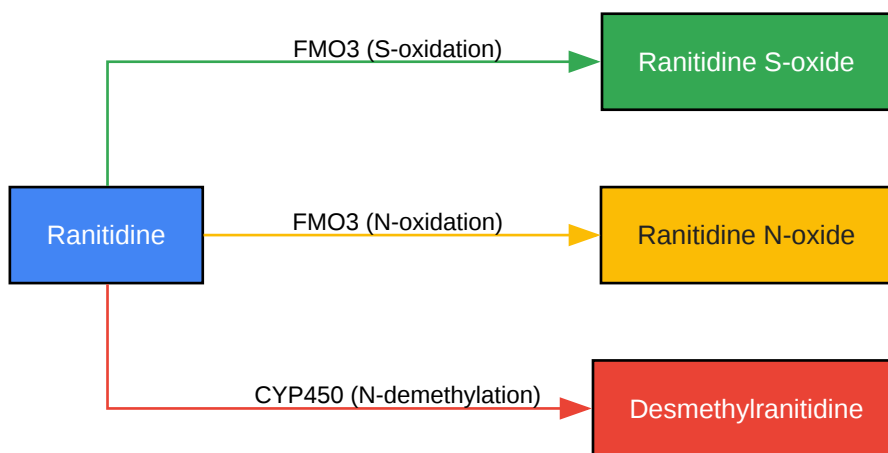 FMO3 (S-oxidation)
Ranitidine S-oxide
Ranitidine
FMO3 (N-oxidation)
Ranitidine N-oxide
CYP450 (N-demethylation)
Desmethylranitidine